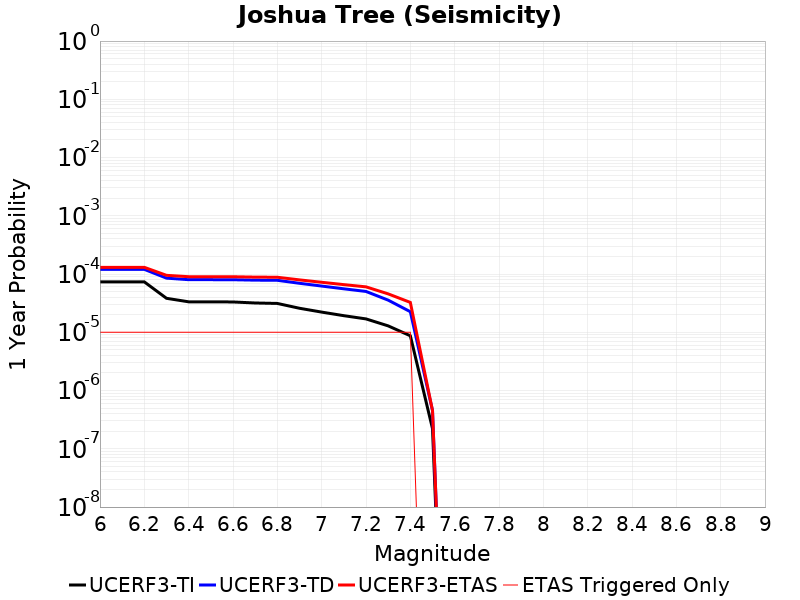 Joshua Tree (Seismicity)
10^0
10^-1
10^-2
10^-3
10^-4
10^-5
10^-6
10^-7
10^-8
1 Year Probability
6 6.2 6.4 6.6 6.8 7 7.2 7.4 7.6 7.8 8 8.2 8.4 8.6 8.8 9
Magnitude
UCERF3-TI UCERF3-TD UCERF3-ETAS ETAS Triggered Only